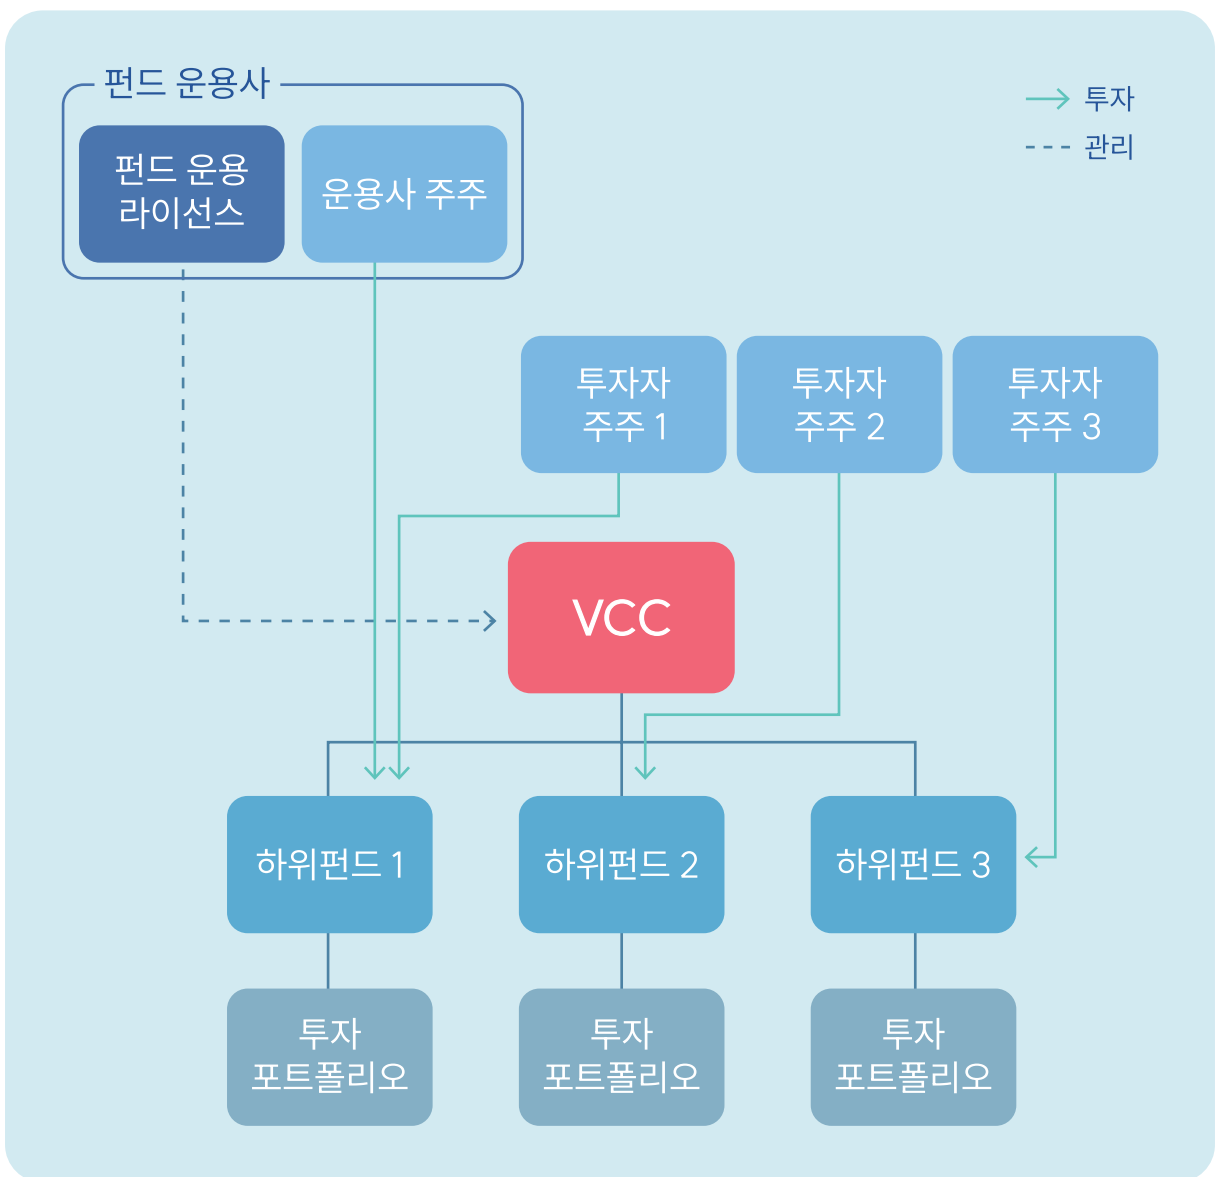 펀드 운용사
투자
관리
펀드 운용
라이선스
운용사 주주
투자자
주주 1
투자자
주주 2
투자자
주주 3
VCC
하위펀드 1
하위펀드 2
하위펀드 3
투자
포트폴리오
투자
포트폴리오
투자
포트폴리오